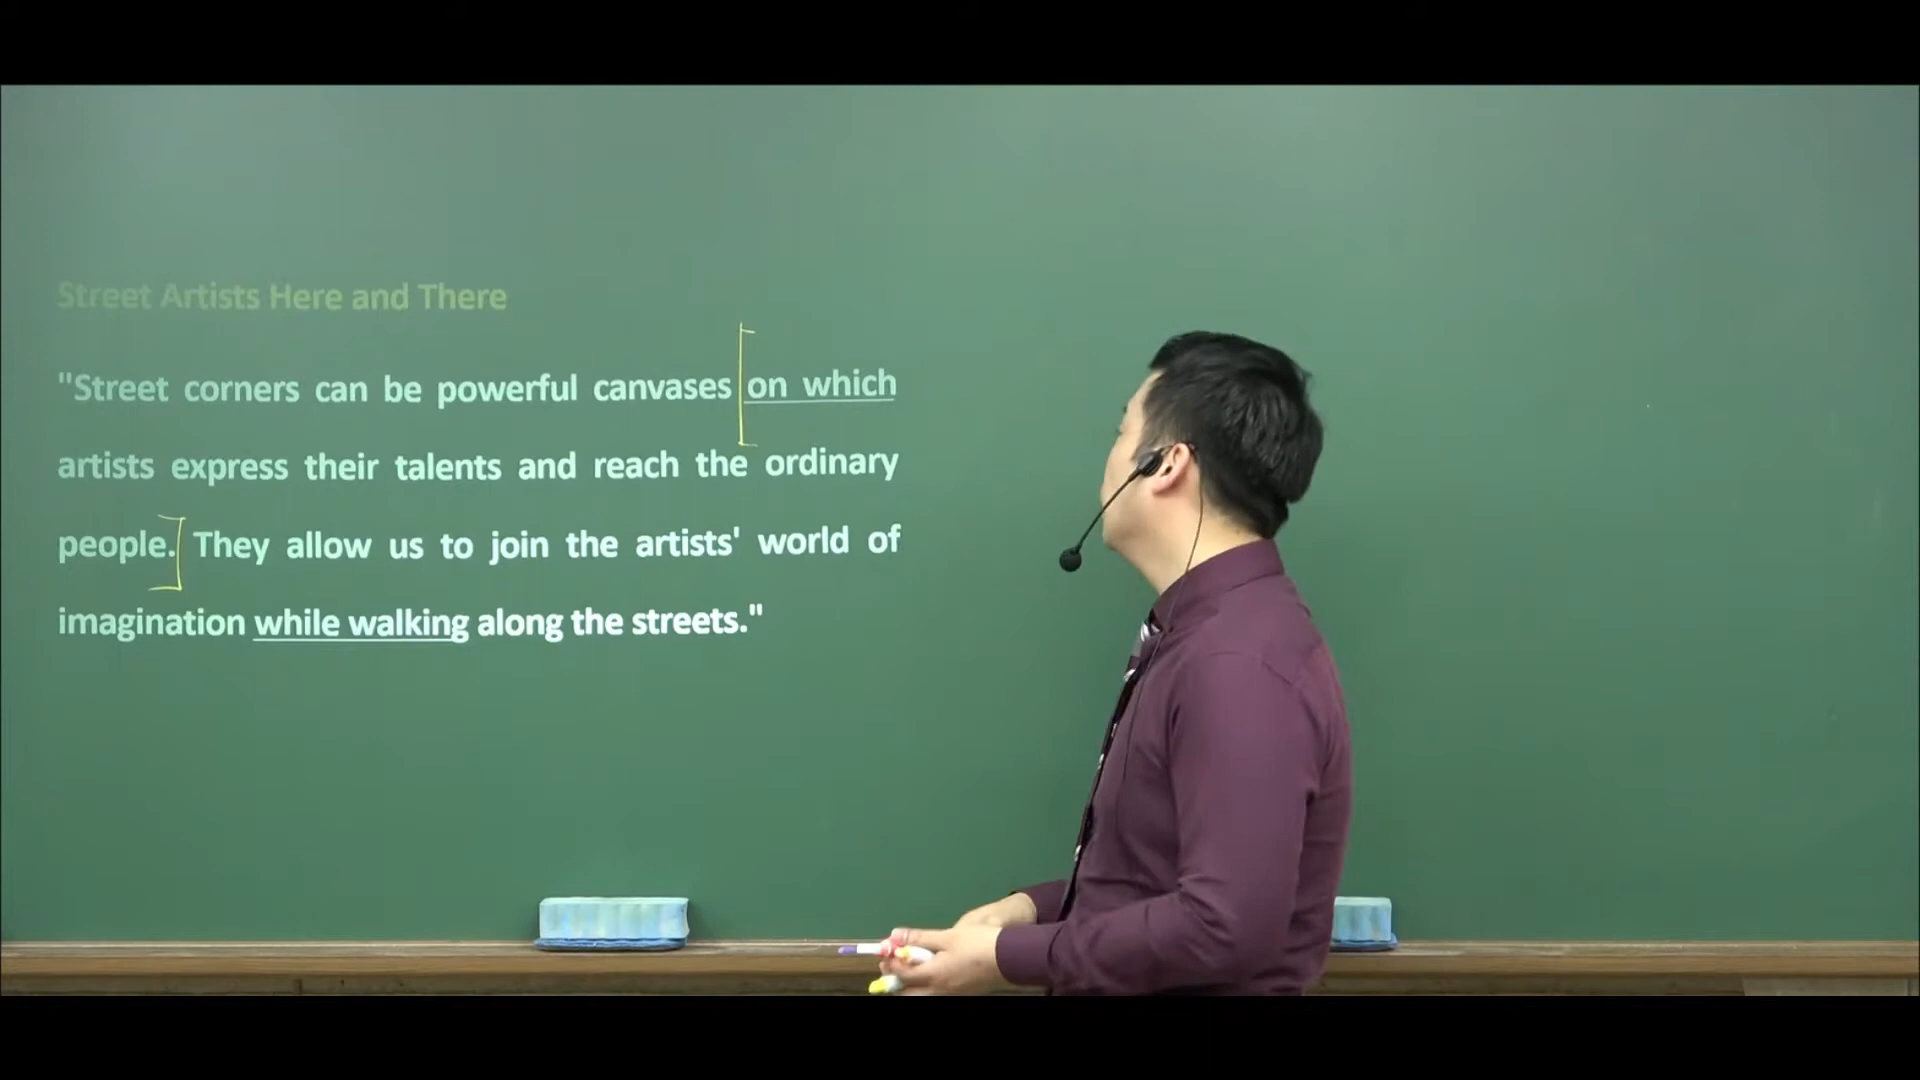 Street Artists Here and There
"Street corners can be powerful canvases on which
artists express their talents and reach the ordinary
people. They allow us to join the artists' world of
imagination while walking along the streets."